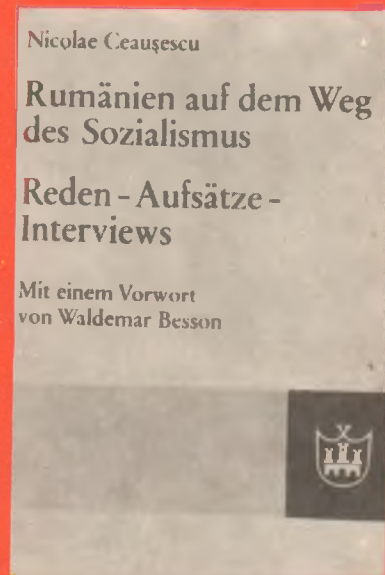 Nicolae Ceaușescu
Rumänien auf dem Weg
des Sozialismus
Reden - Aufsätze -
Interviews
Mit einem Vorwort
von Waldemar Besson